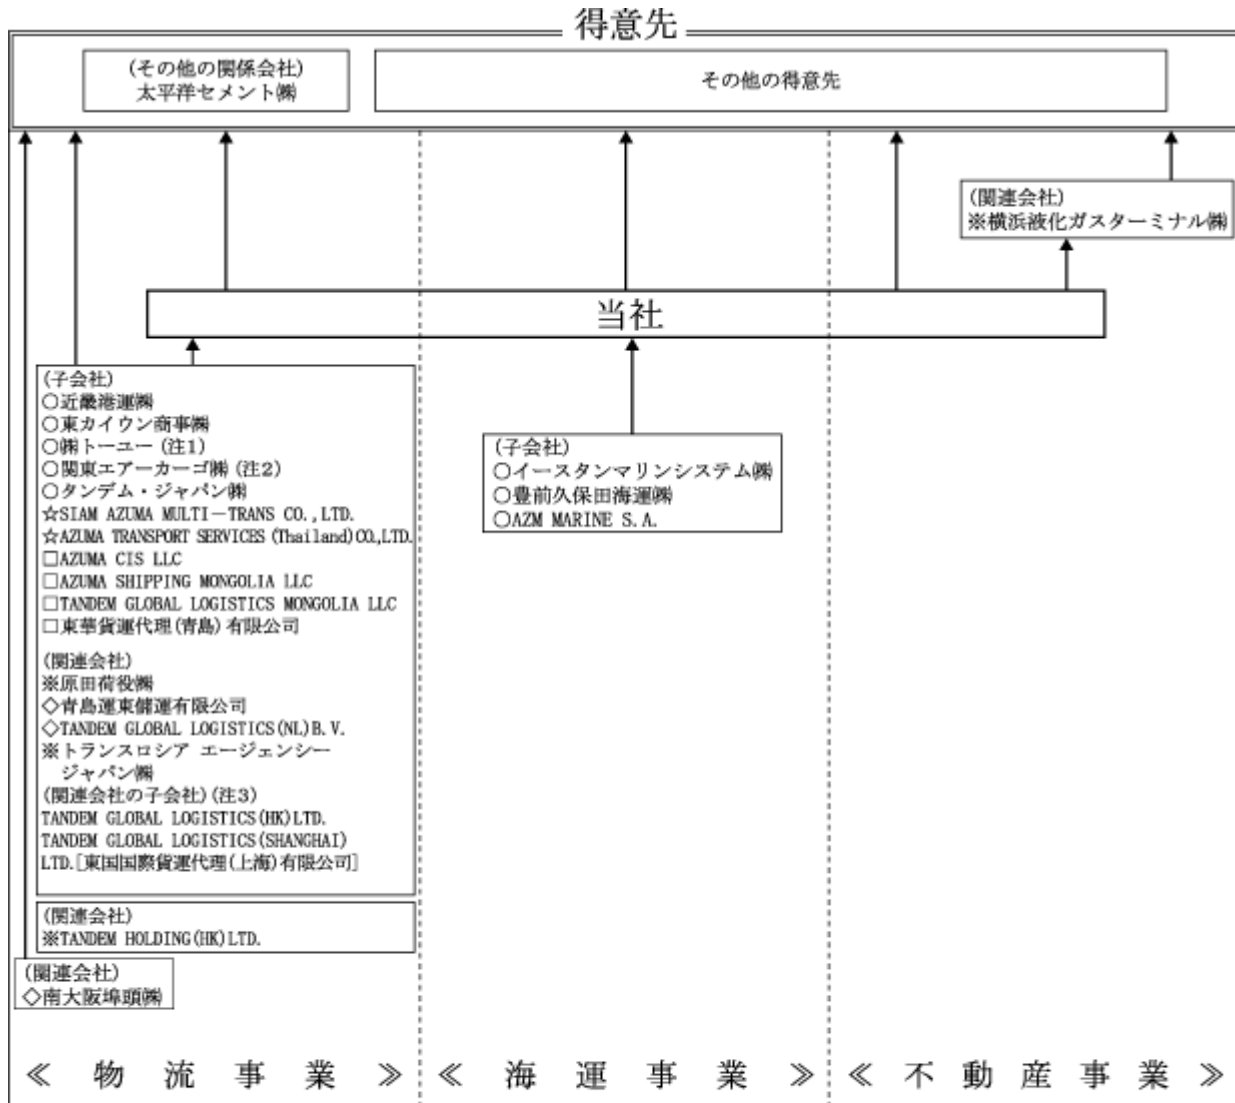 得意先
(その他の関係会社)
太平洋セメント㈱
その他の得意先
(関連会社)
※横浜液化ガスターミナル㈱
当社
(子会社)
○近畿港運㈱
○東カイウン商事㈱
○㈱トーユー(注1)
○関東エアーカーゴ㈱(注2)
○タンデム・ジャパン㈱
☆SIAM AZUMA MULTI－TRANS CO.,LTD.
☆AZUMA TRANSPORT SERVICES(Thailand)CO.,LTD.
□AZUMA CIS LLC
□AZUMA SHIPPING MONGOLIA LLC
□TANDEM GLOBAL LOGISTICS MONGOLIA LLC
□東華貨運代理(青島)有限公司
(関連会社)
※原田荷役㈱
◇青島運東儲運有限公司
◇TANDEM GLOBAL LOGISTICS(NL)B.V.
※トランスロシア エージェンシー
ジャパン㈱
(関連会社の子会社)(注3)
TANDEM GLOBAL LOGISTICS(HK)LTD.
TANDEM GLOBAL LOGISTICS(SHANGHAI)
LTD.[東国国際貨運代理(上海)有限公司]
(関連会社)
※TANDEM HOLDING(HK)LTD.
(関連会社)
◇南大阪埠頭㈱
(子会社)
○イースタンマリンシステム㈱
○豊前久保田海運㈱
○AZM MARINE S.A.
≪ 物 流 事 業 ≫
≪ 海 運 事 業 ≫
≪ 不 動 産 事 業 ≫